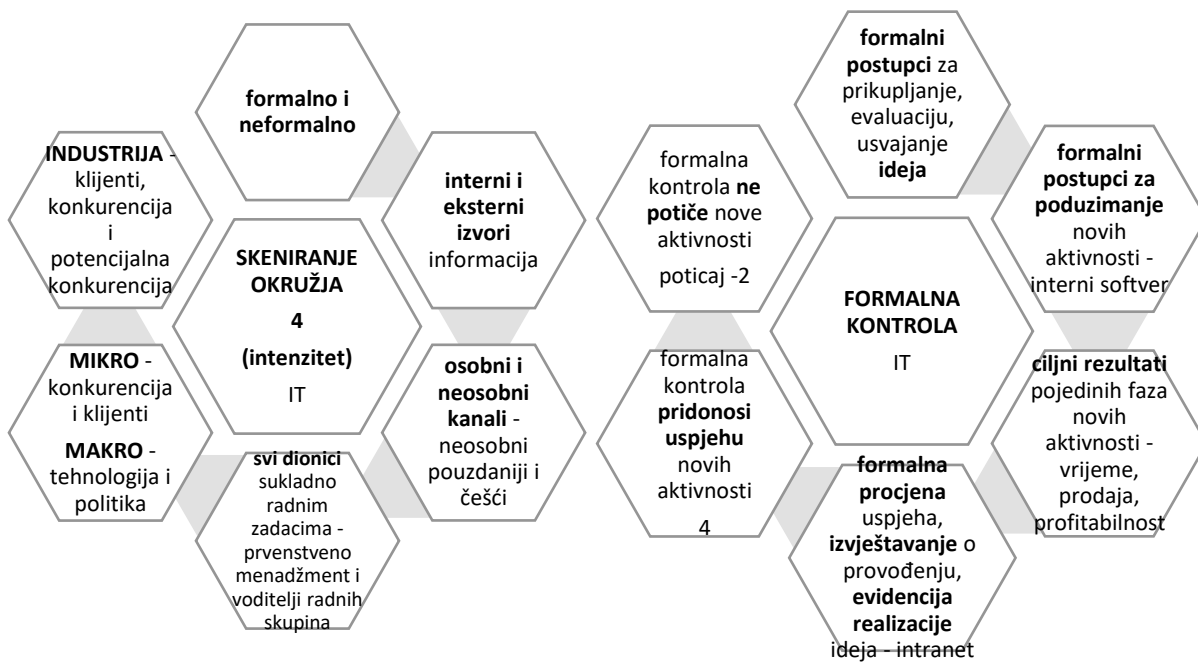 formalno i
neformalno
interni i
eksterni
izvori
informacija
osobni i
neosobni
kanali -
neosobni
pouzdaniji i
češći
svi dionici
sukladno
radnim
zadacima -
prvenstveno
menadžment i
voditelji radnih
skupina
MIKRO -
konkurencija
i klijenti
MAKRO -
tehnologija i
politika
INDUSTRIJA -
klijenti,
konkurencija
i
potencijalna
konkurencija
SKENIRANJE
OKRUŽJA
4
(intenzitet)
IT
formalni
postupci za
prikupljanje,
evaluaciju,
usvajanje
ideja
formalni
postupci za
poduzimanje
novih
aktivnosti -
interni softver
ciljni rezultati
pojedinih faza
novih
aktivnosti -
vrijeme,
prodaja,
profitabilnost
formalna
procjena
uspjeha,
izvještavanje o
provođenju,
evidencija
realizacije
ideja - intranet
formalna
kontrola
pridonosi
uspjehu
novih
aktivnosti
4
formalna
kontrola ne
potiče nove
aktivnosti
poticaj -2
FORMALNA
KONTROLA
IT